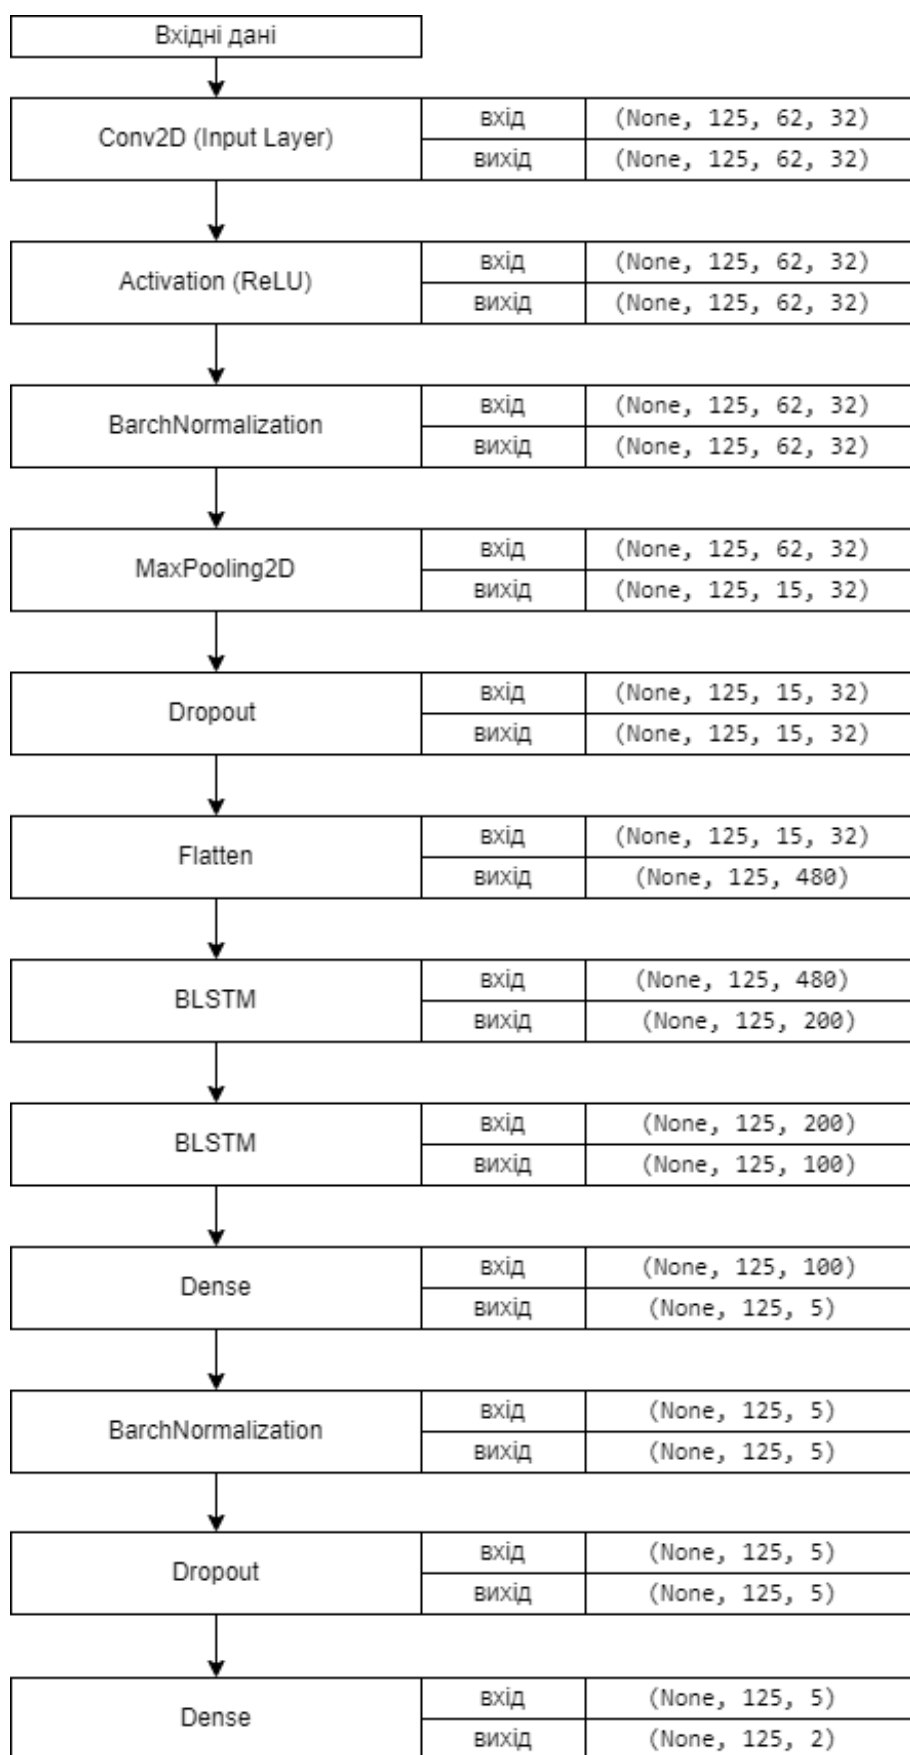 Вхідні дані
Conv2D (Input Layer)
вхід
(None, 125, 62, 32)
вихід
(None, 125, 62, 32)
Activation (ReLU)
вхід
(None, 125, 62, 32)
вихід
(None, 125, 62, 32)
BarchNormalization
вхід
(None, 125, 62, 32)
вихід
(None, 125, 62, 32)
MaxPooling2D
вхід
(None, 125, 62, 32)
вихід
(None, 125, 15, 32)
Dropout
вхід
(None, 125, 15, 32)
вихід
(None, 125, 15, 32)
Flatten
вхід
(None, 125, 15, 32)
вихід
(None, 125, 480)
BLSTM
вхід
(None, 125, 480)
вихід
(None, 125, 200)
BLSTM
вхід
(None, 125, 200)
вихід
(None, 125, 100)
Dense
вхід
(None, 125, 100)
вихід
(None, 125, 5)
BarchNormalization
вхід
(None, 125, 5)
вихід
(None, 125, 5)
Dropout
вхід
(None, 125, 5)
вихід
(None, 125, 5)
Dense
вхід
(None, 125, 5)
вихід
(None, 125, 2)